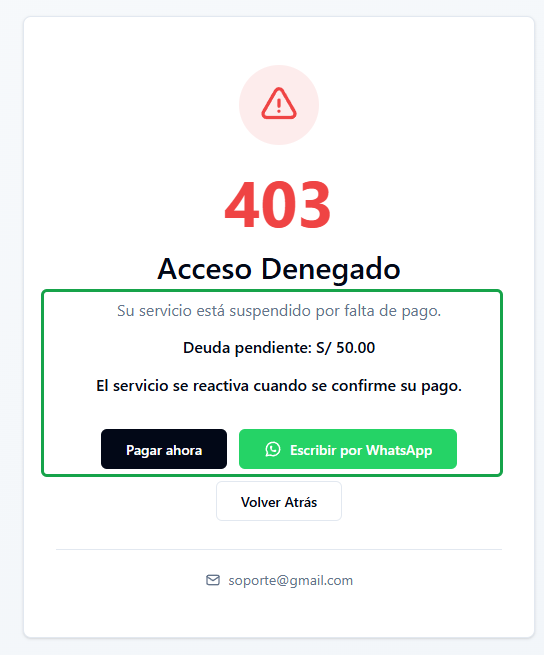 403
Acceso Denegado
Su servicio está suspendido por falta de pago.
Deuda pendiente: S/ 50.00
El servicio se reactiva cuando se confirme su pago.
Pagar ahora
Escribir por WhatsApp
Volver Atrás
soporte@gmail.com